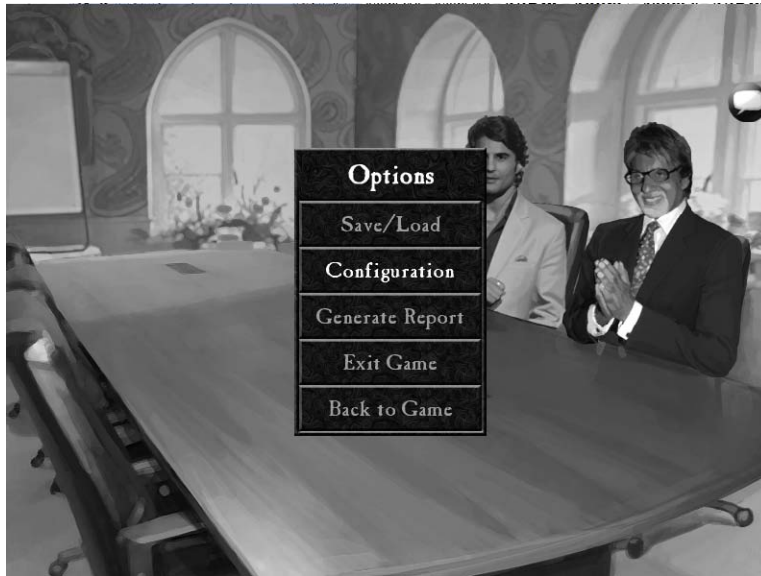 Options
Save/Load
Configuration
Generate Report
Exit Game
Back to Game